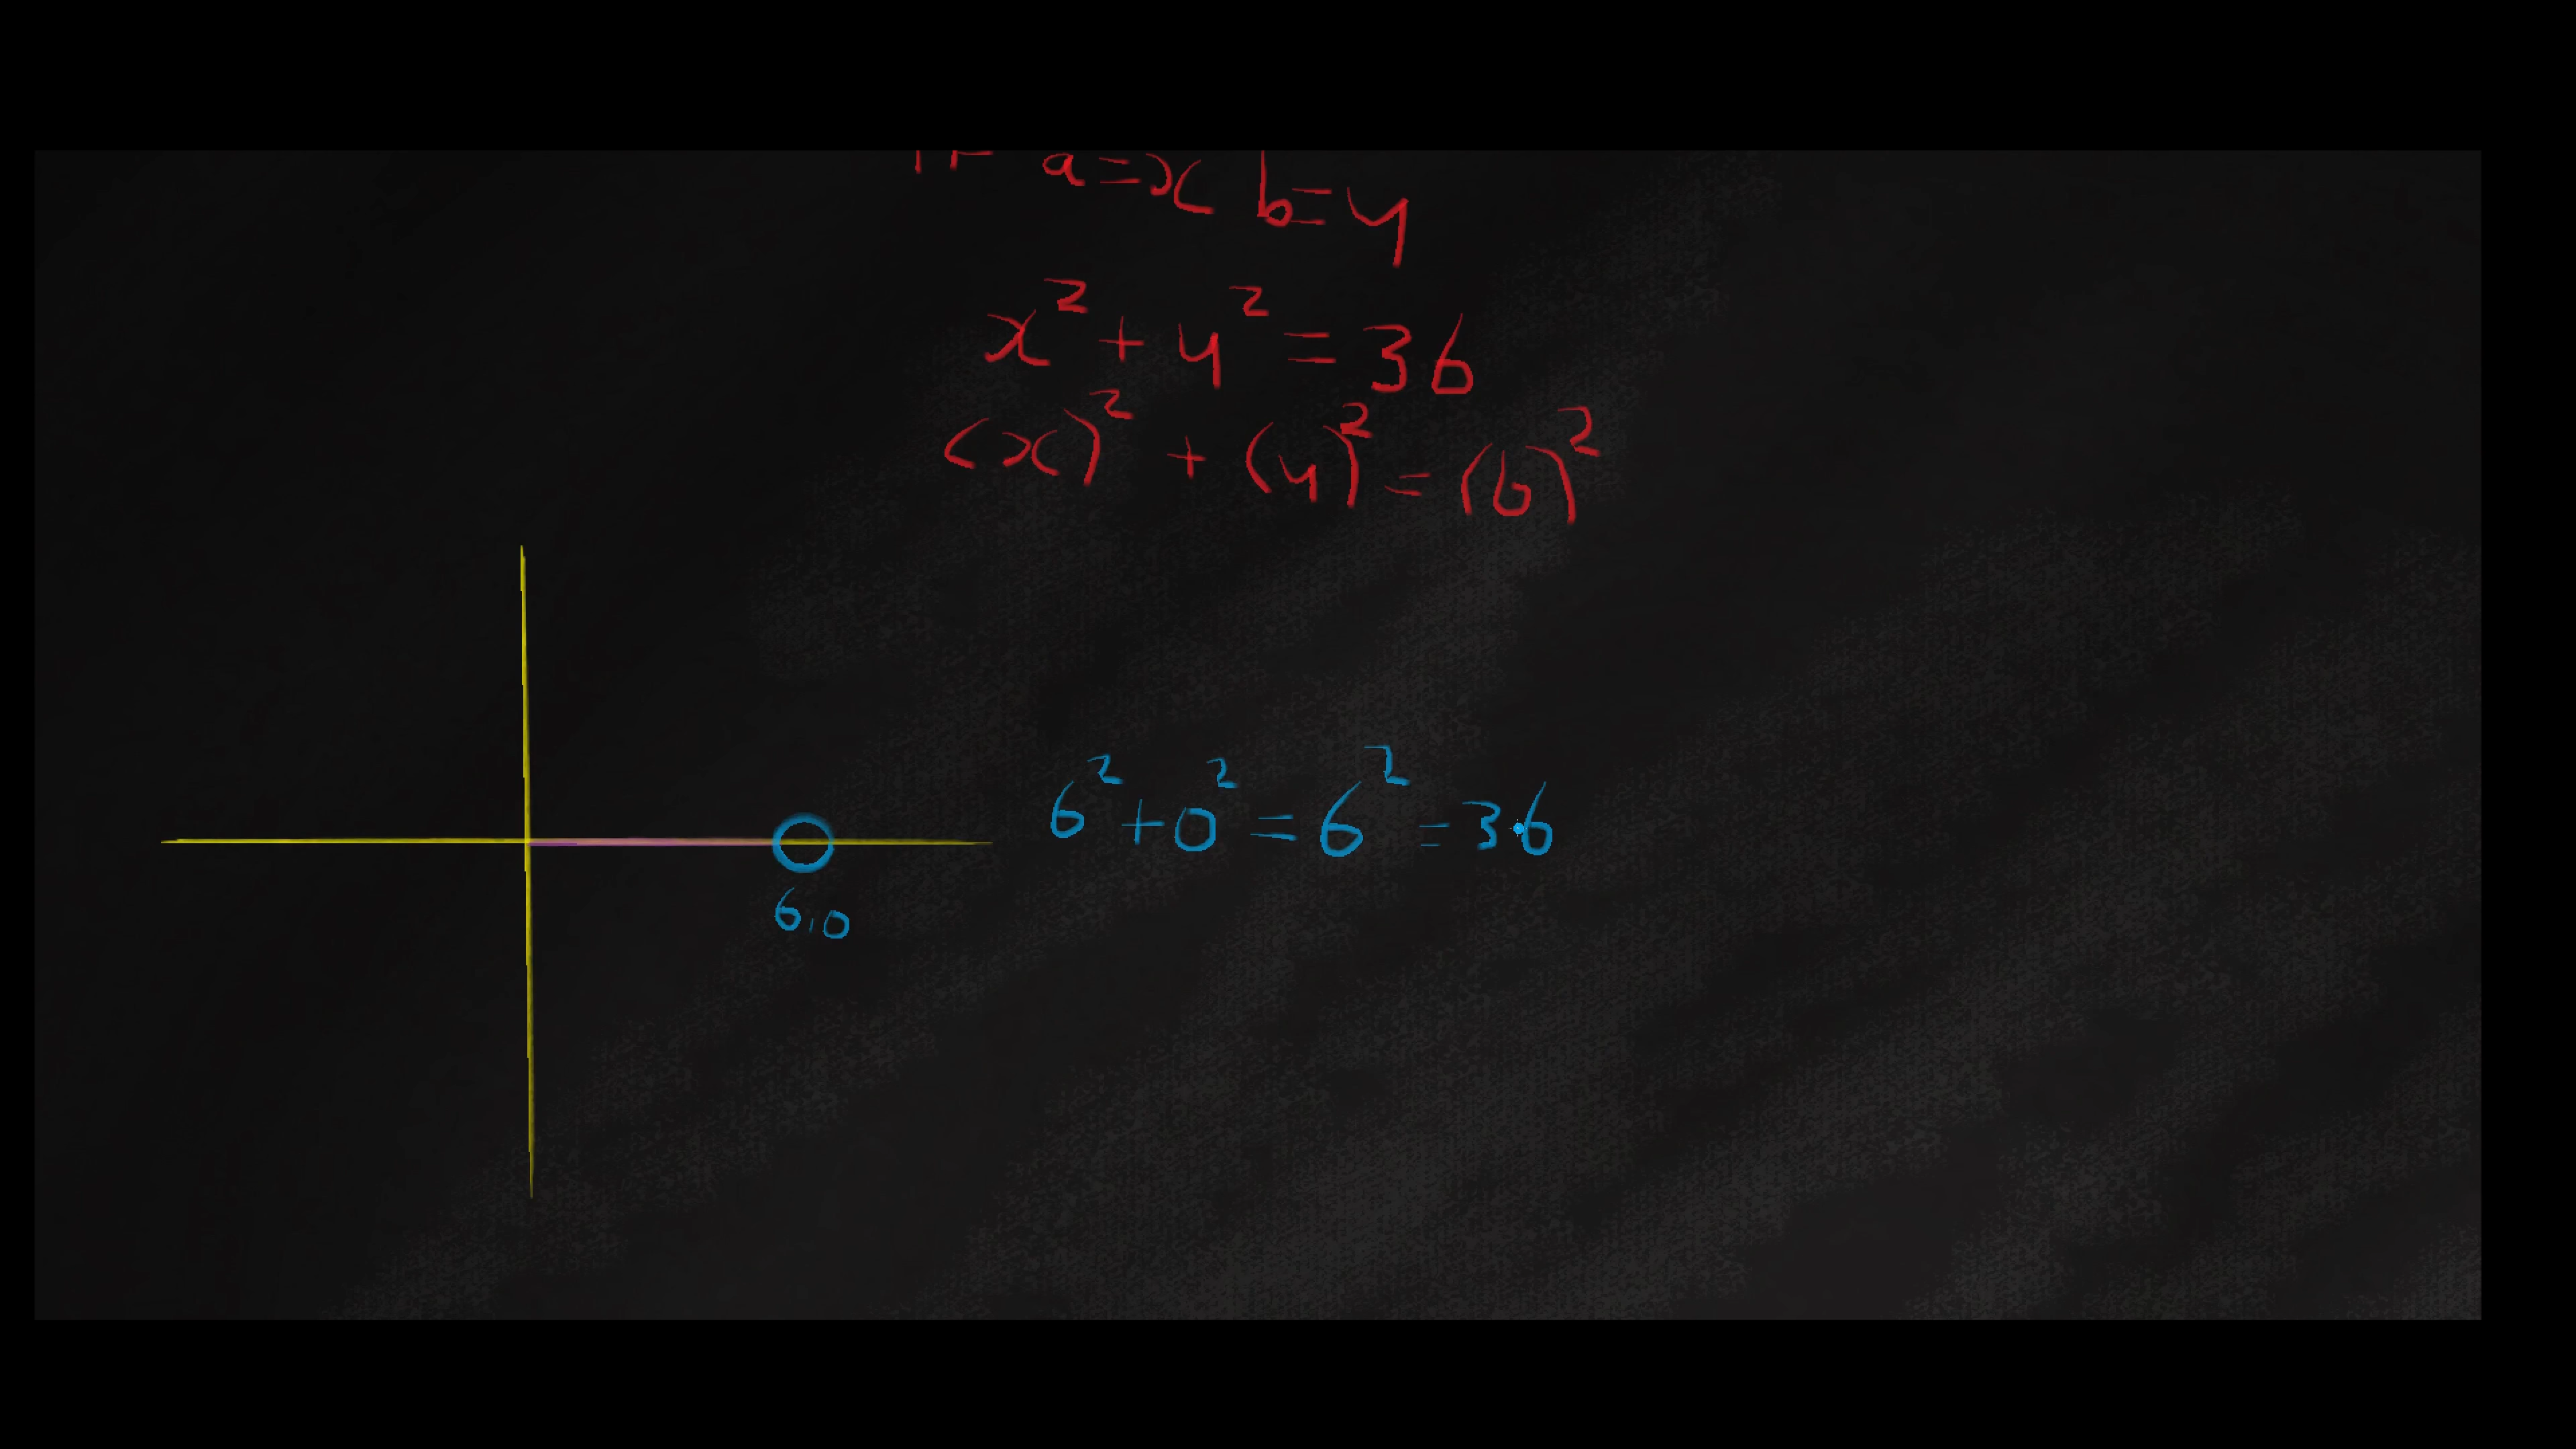 a = x b = y
x² + y² = 36
(x)² + (y)² = (6)²
6² + 0² = 6² = 36
6,0